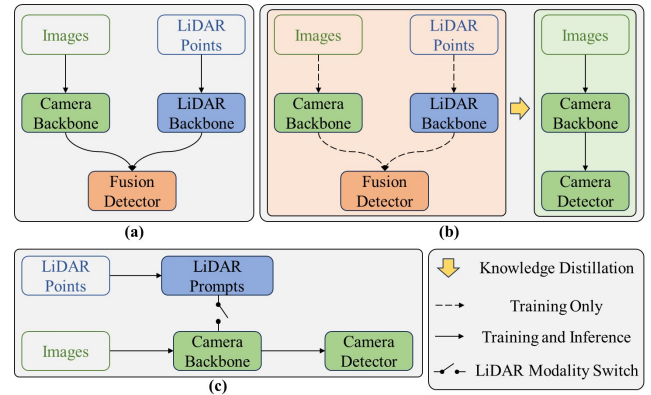 Images
LiDAR
Points
Camera
Backbone
LiDAR
Backbone
Fusion
Detector
(a)
Images
LiDAR
Points
Camera
Backbone
LiDAR
Backbone
Fusion
Detector
Images
Camera
Backbone
Camera
Detector
(b)
LiDAR
Points
LiDAR
Prompts
Images
Camera
Backbone
Camera
Detector
(c)
Knowledge Distillation
Training Only
Training and Inference
LiDAR Modality Switch